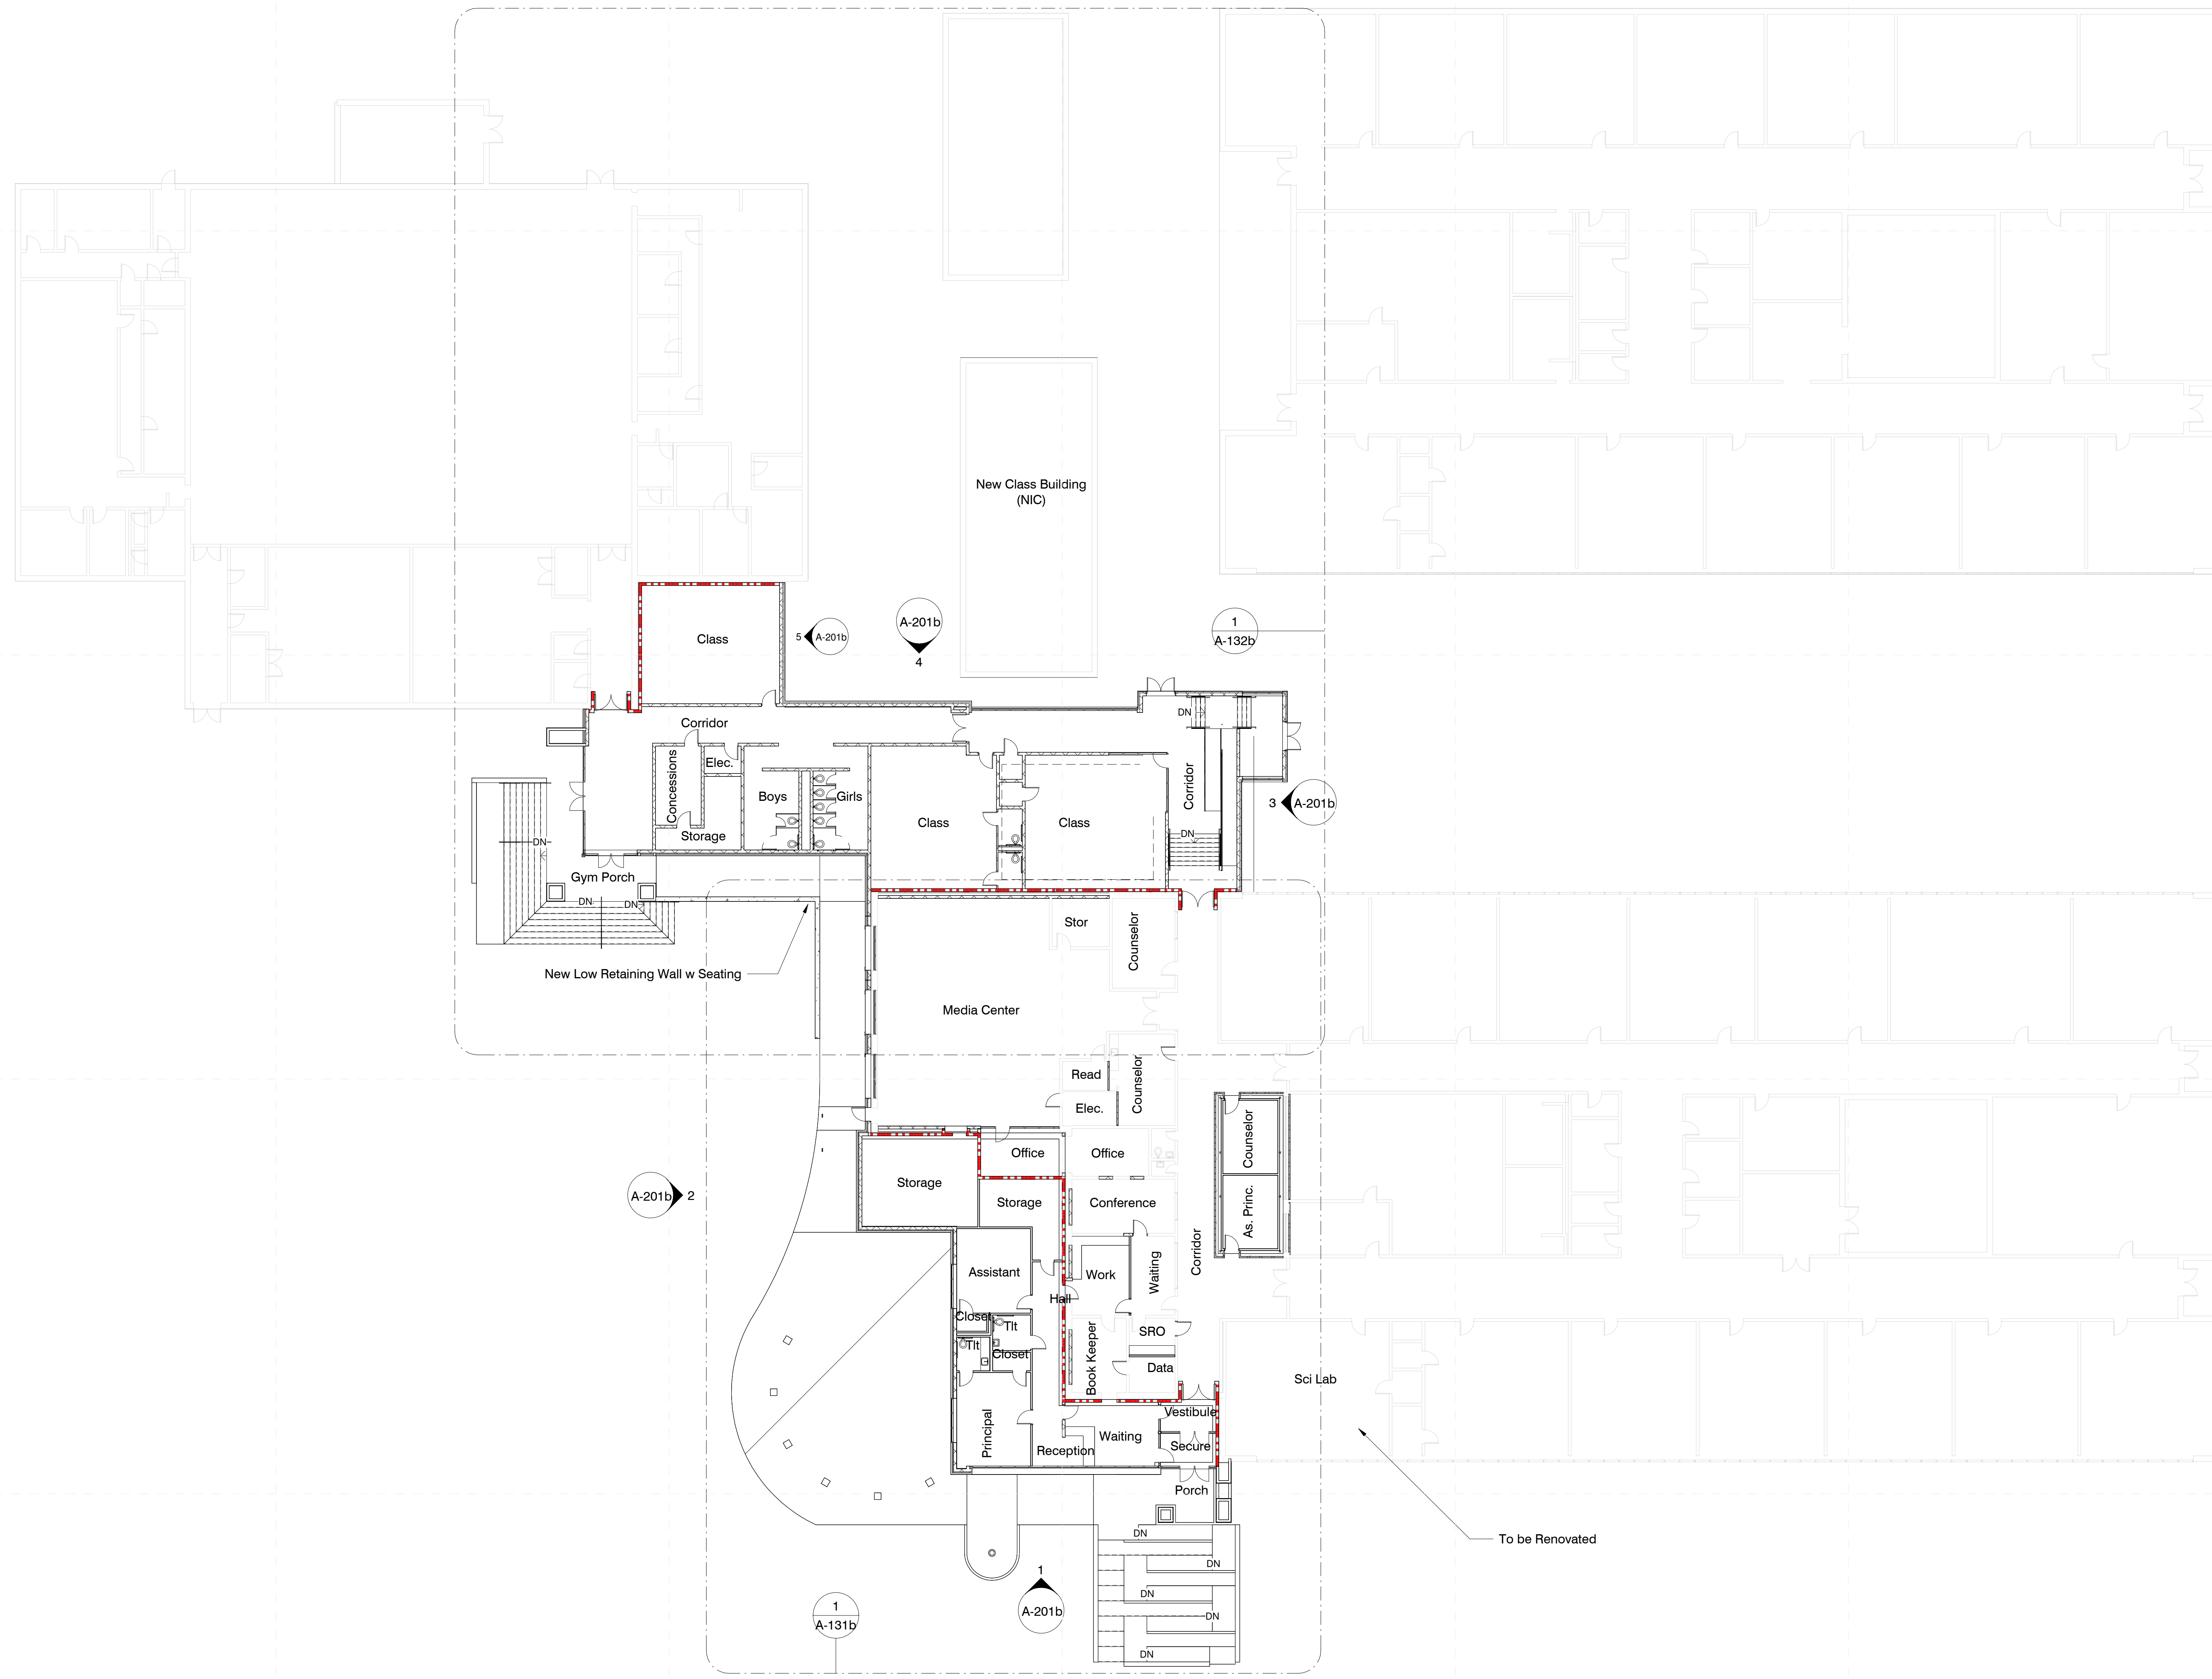 New Class Building
(NIC)
Class
5
A-201b
A-201b
4
1
A-132b
Corridor
DN
Concessions
Elec.
Boys
Girls
Storage
Class
Class
Corridor
DN
3
A-201b
DN
Gym Porch
DN
DN
Stor
Counselor
New Low Retaining Wall w Seating
Media Center
Read
Counselor
Elec.
Counselor
Office
Office
Storage
A-201b
2
Storage
Conference
As. Princ.
Corridor
Assistant
Work
Waiting
Hall
Closet
Tlt
SRO
Tlt
Closet
Book Keeper
Data
Sci Lab
Principal
Vestibule
Waiting
Reception
Secure
Porch
DN
To be Renovated
DN
1
A-201b
DN
DN
DN
1
A-131b